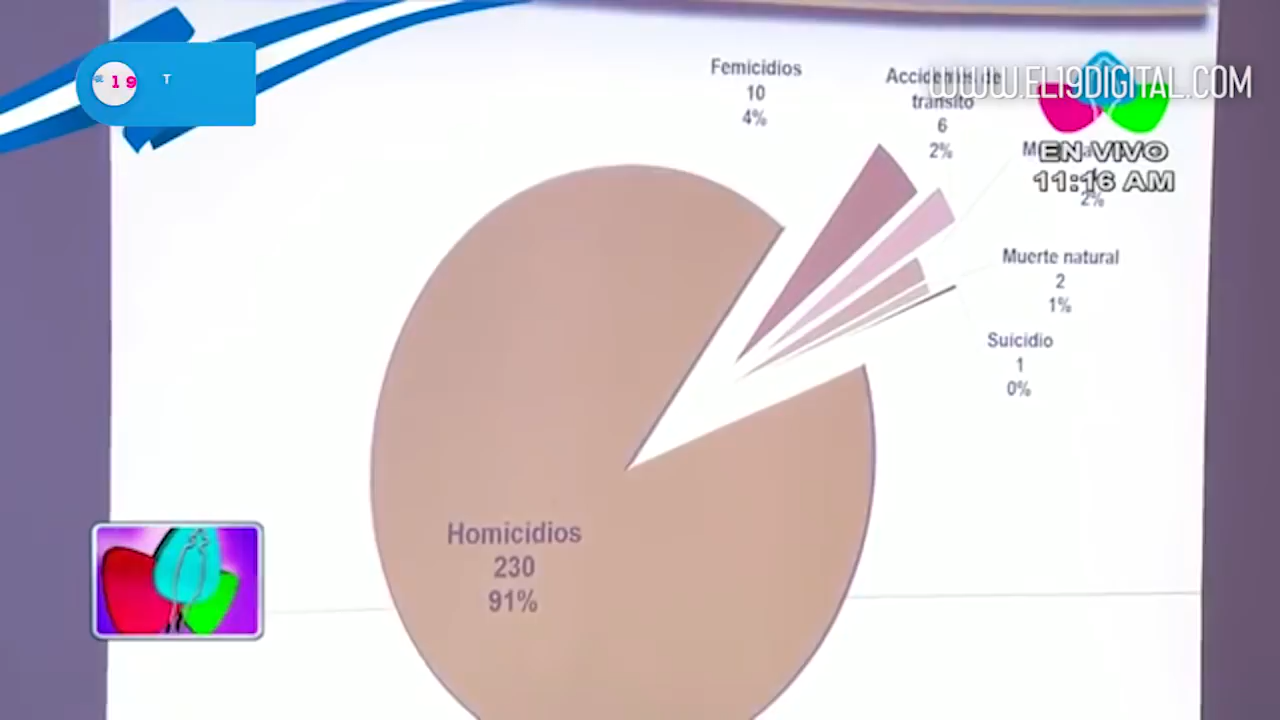 19
T
WWW.EL19DIGITAL.COM
EN VIVO
11:16 AM
Femicidios
10
4%
Accidentes de
tránsito
6
2%
2%
Muerte natural
2
1%
Suicidio
1
0%
Homicidios
230
91%